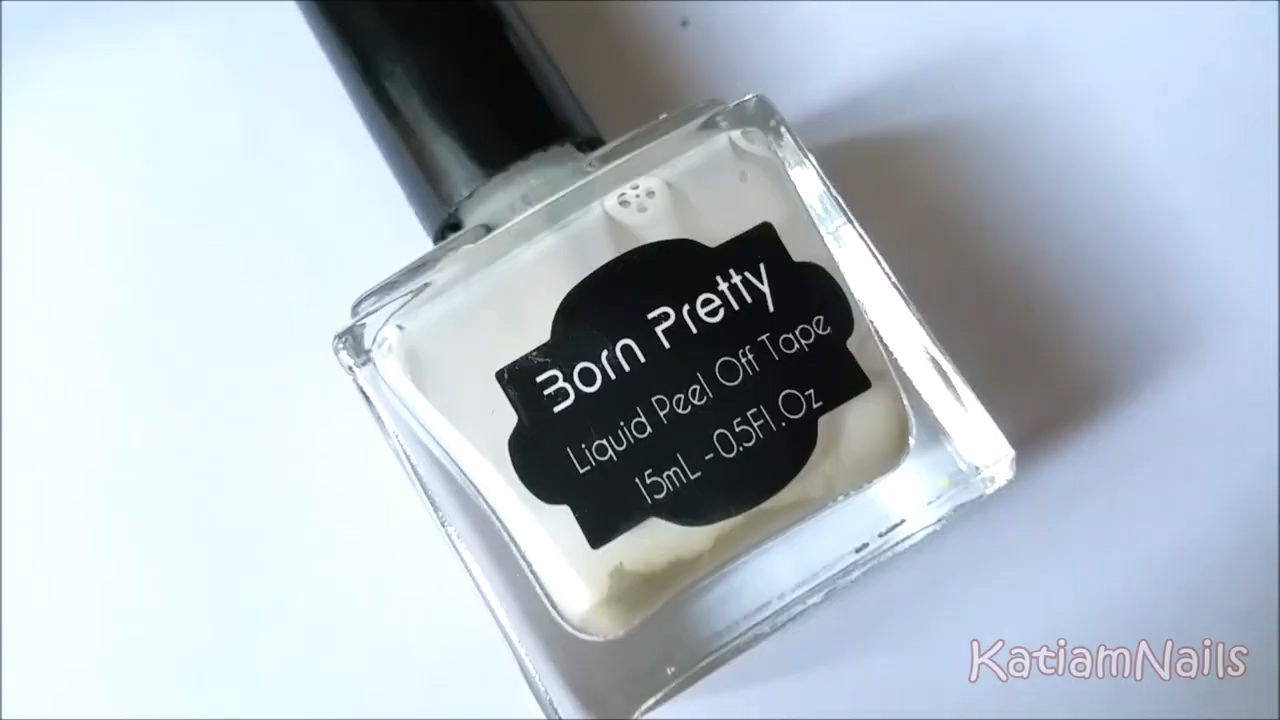 Born Pretty
Liquid Peel Off Tape
15mL - 0.5Fl.Oz
KatiamNails